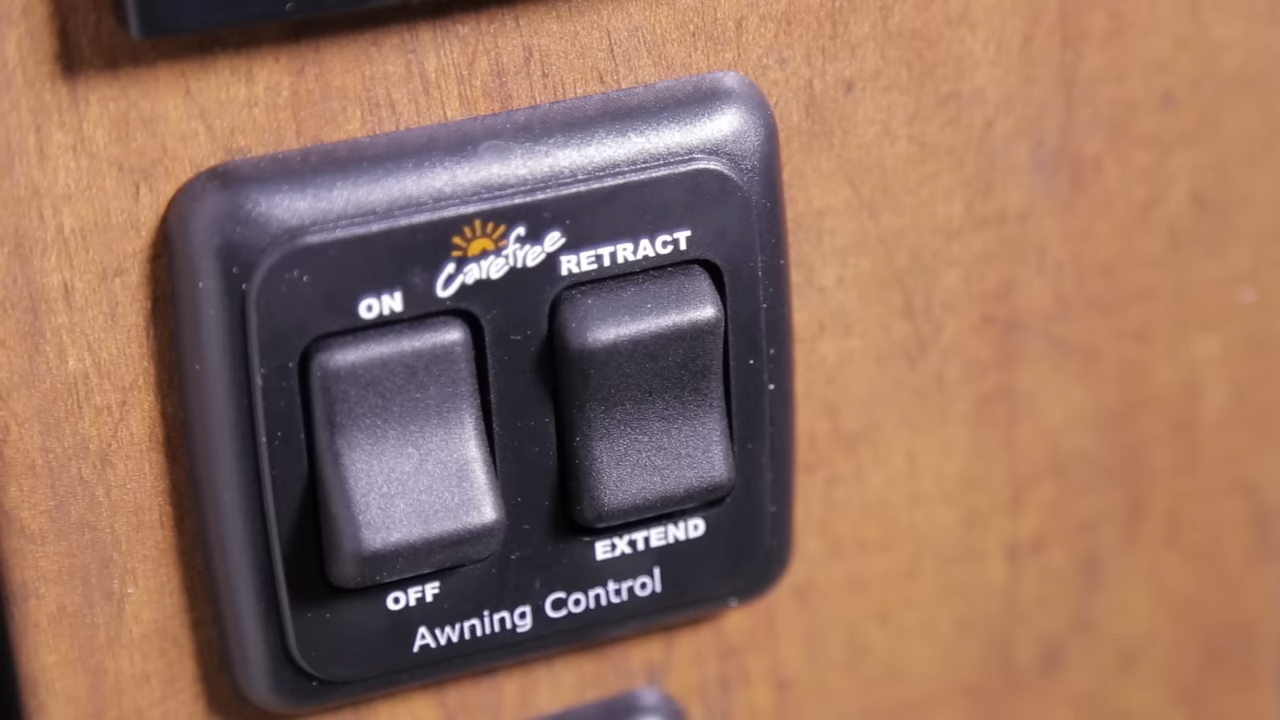 Carefree
ON
RETRACT
OFF
EXTEND
Awning Control